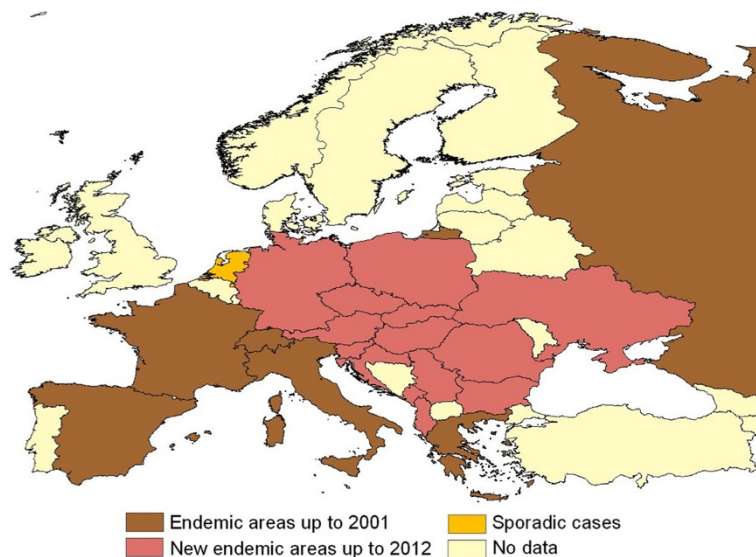 Endemic areas up to 2001
Sporadic cases
New endemic areas up to 2012
No data